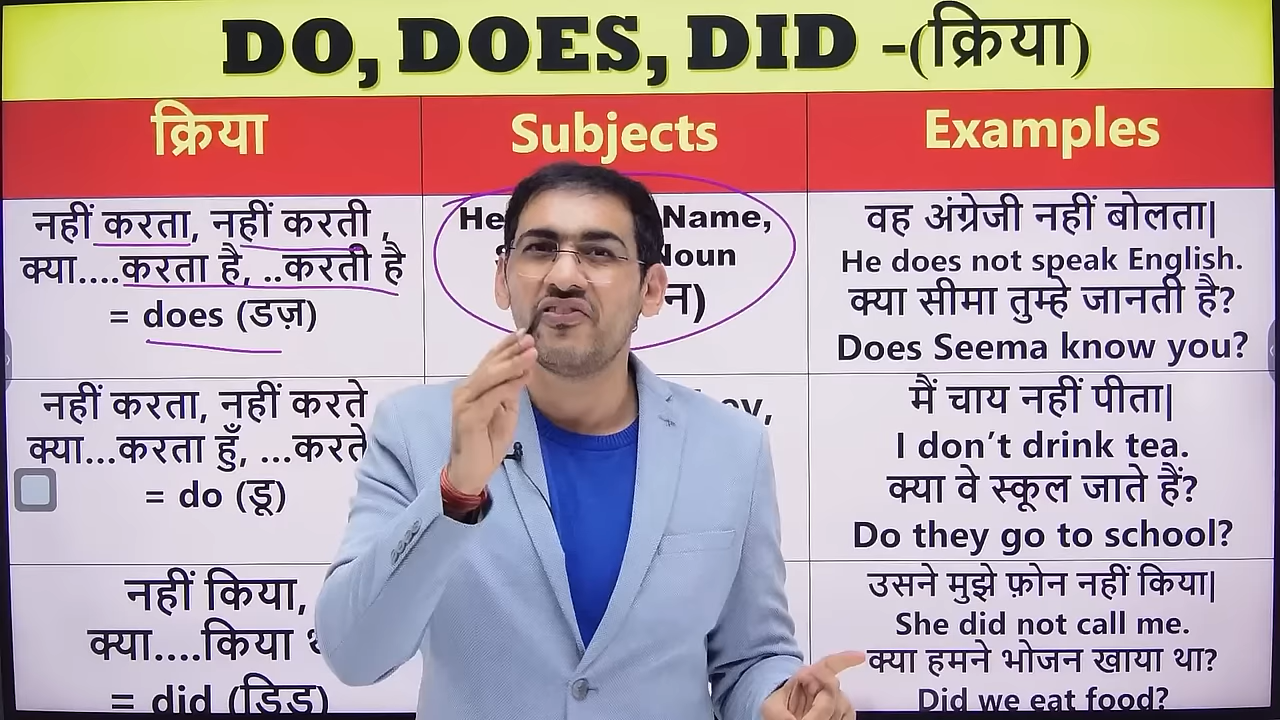 DO, DOES, DID -(क्रिया)
क्रिया
Subjects
Examples
नहीं करता, नहीं करती ,
क्या....करता है, ..करती है
= does (डज़)
He Name,
Noun
वह अंग्रेजी नहीं बोलता|
He does not speak English.
क्या सीमा तुम्हे जानती है?
Does Seema know you?
नहीं करता, नहीं करते
क्या...करता हुँ, ...करते
= do (डू)
मैं चाय नहीं पीता|
I don’t drink tea.
क्या वे स्कूल जाते हैं?
Do they go to school?
नहीं किया,
क्या....किया
= did (डिड)
उसने मुझे फ़ोन नहीं किया|
She did not call me.
क्या हमने भोजन खाया था?
Did we eat food?